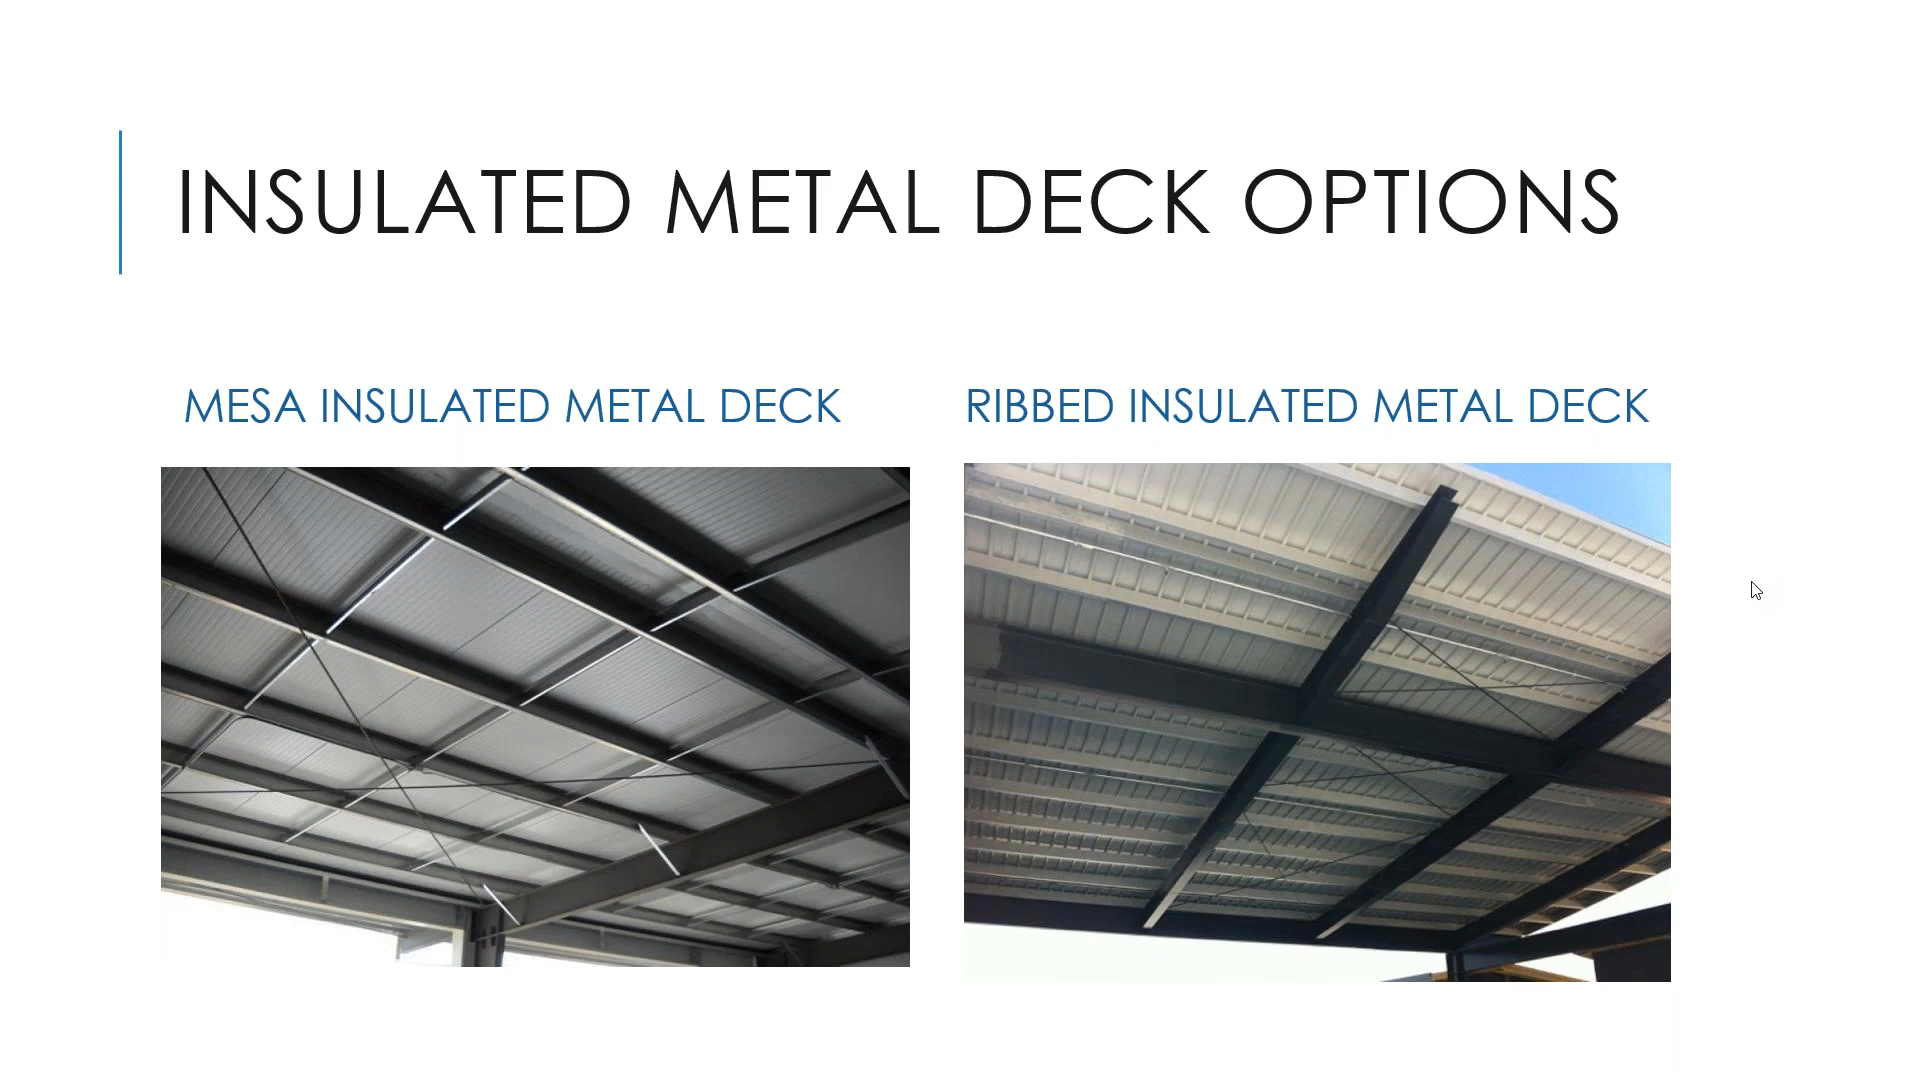 INSULATED METAL DECK OPTIONS
MESA INSULATED METAL DECK
RIBBED INSULATED METAL DECK